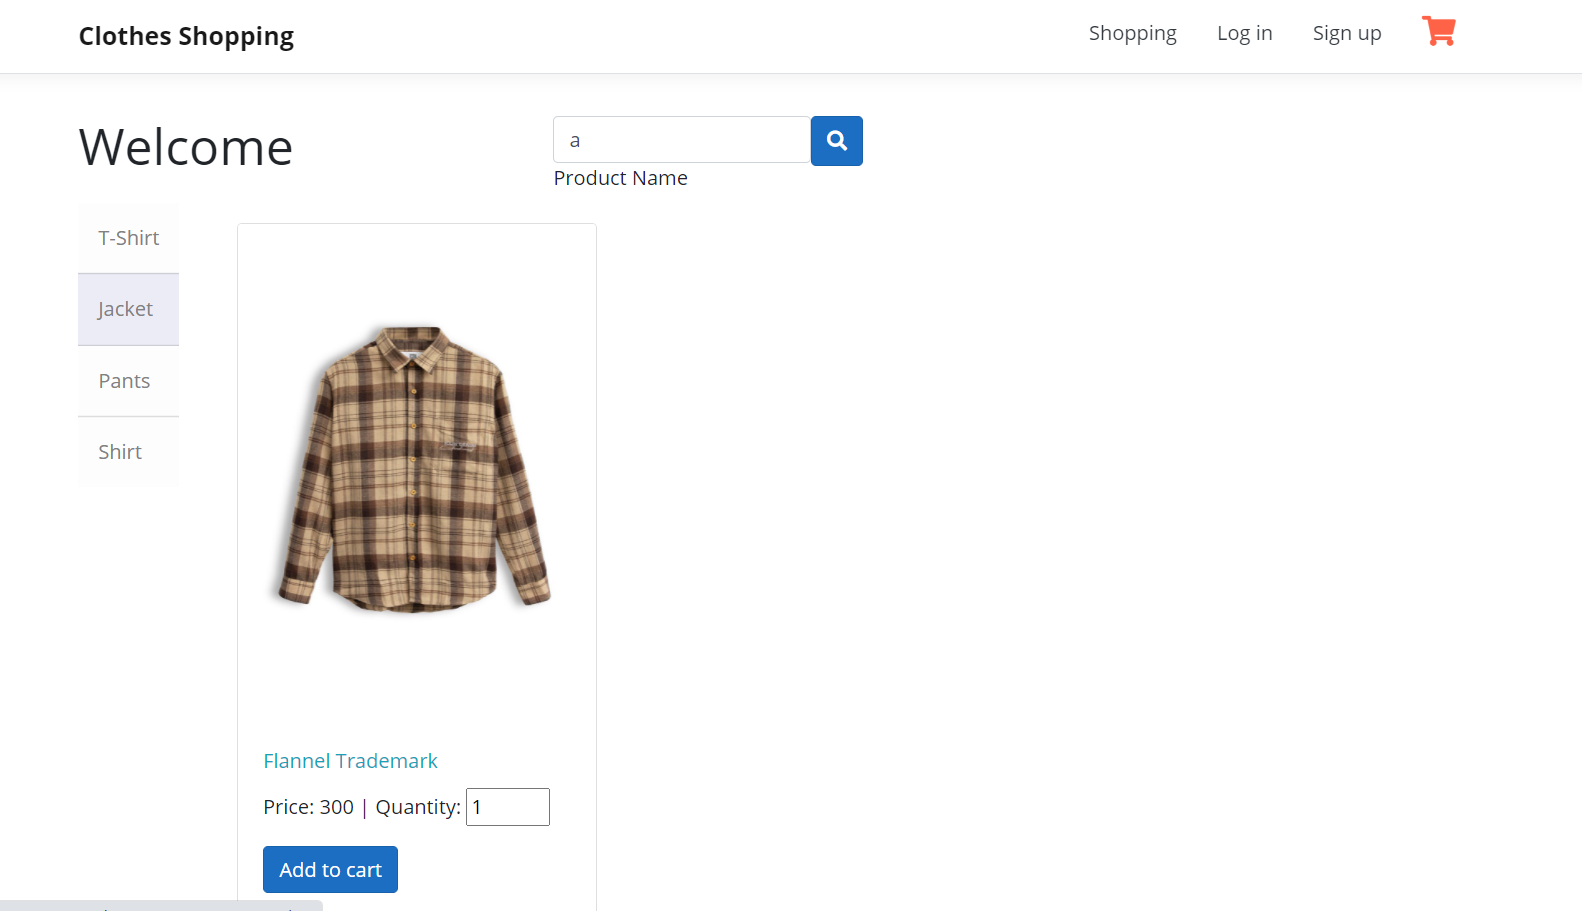 Clothes Shopping
Shopping
Log in
Sign up
Welcome
a
Product Name
T-Shirt
Jacket
Pants
Shirt
Flannel Trademark
Price: 300 | Quantity: 1
Add to cart